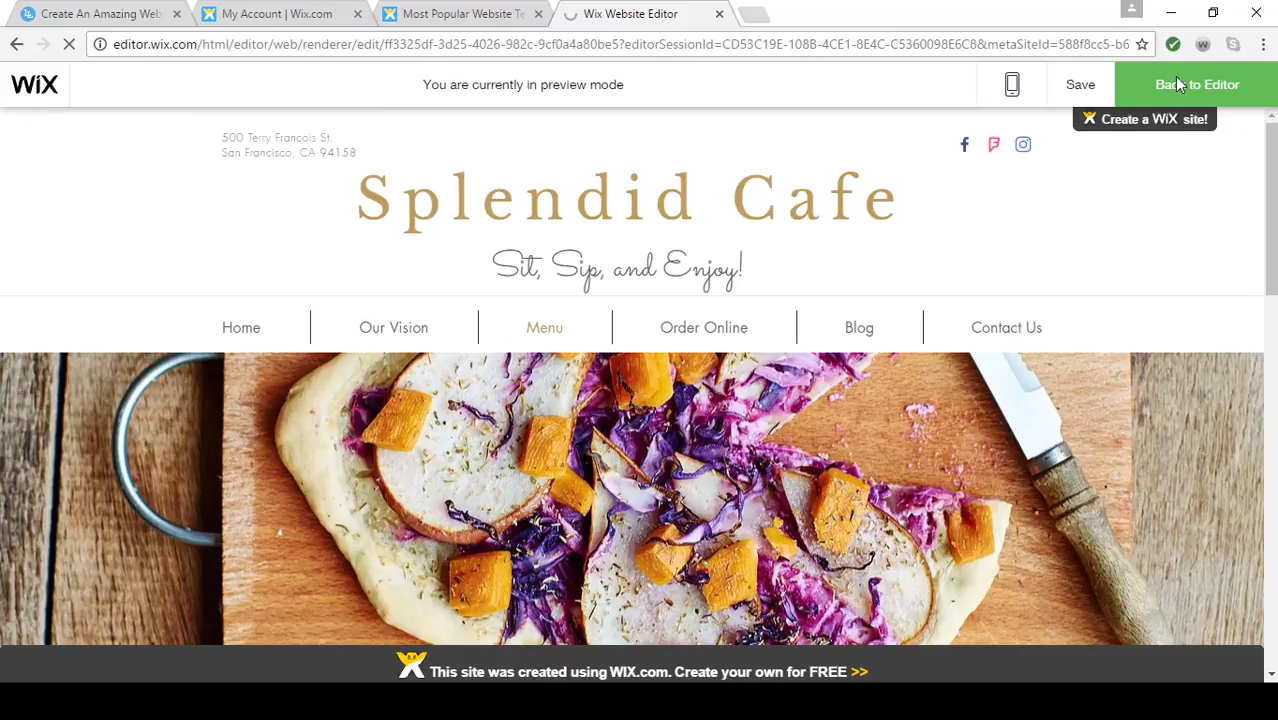 Create An Amazing Web
My Account | Wix.com
Most Popular Website Te
Wix Website Editor
editor.wix.com/html/editor/web/renderer/edit/ff3325df-3d25-4026-982c-9cf0a4a80be5?editorSessionId=CD53C19E-108B-4CE1-8E4C-C5360098E6C8&metaSiteId=588f8cc5-b6
WiX
You are currently in preview mode
Save
Back to Editor
Create a WiX site!
500 Terry Francois St.
San Francisco, CA 94158
Splendid Cafe
Sit, Sip, and Enjoy!
Home
Our Vision
Menu
Order Online
Blog
Contact Us
This site was created using WIX.com. Create your own for FREE >>